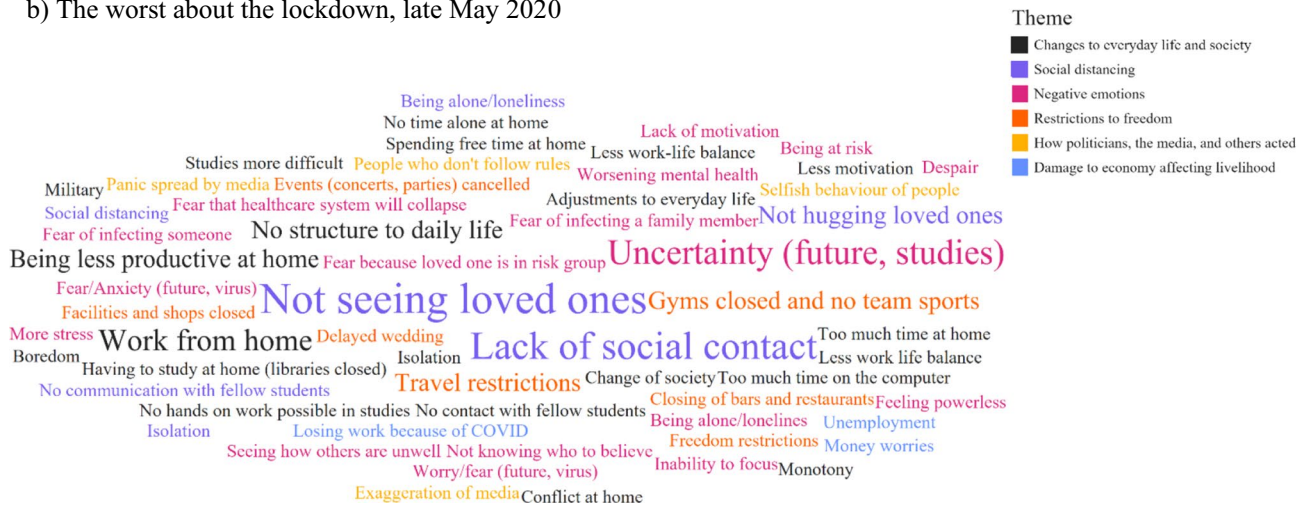 b) The worst about the lockdown, late May 2020
Theme
Changes to everyday life and society
Social distancing
Negative emotions
Restrictions to freedom
How politicians, the media, and others acted
Damage to economy affecting livelihood
Being alone/loneliness
No time alone at home
Lack of motivation
Spending free time at home
Less work-life balance
Being at risk
Studies more difficult
People who don't follow rules
Worsening mental health
Less motivation
Despair
Military
Panic spread by media
Events (concerts, parties) cancelled
Adjustments to everyday life
Selfish behaviour of people
Social distancing
Fear that healthcare system will collapse
Fear of infecting a family member
Not hugging loved ones
Fear of infecting someone
No structure to daily life
Being less productive at home
Fear because loved one is in risk group
Uncertainty (future, studies)
Fear/Anxiety (future, virus)
Not seeing loved ones
Gyms closed and no team sports
Facilities and shops closed
More stress
Work from home
Delayed wedding
Lack of social contact
Too much time at home
Boredom
Isolation
Less work life balance
Having to study at home (libraries closed)
Travel restrictions
Change of society
Too much time on the computer
No communication with fellow students
Closing of bars and restaurants
Feeling powerless
No hands on work possible in studies
No contact with fellow students
Being alone/lonelines
Unemployment
Isolation
Losing work because of COVID
Freedom restrictions
Money worries
Seeing how others are unwell
Not knowing who to believe
Inability to focus
Monotony
Worry/fear (future, virus)
Exaggeration of media
Conflict at home